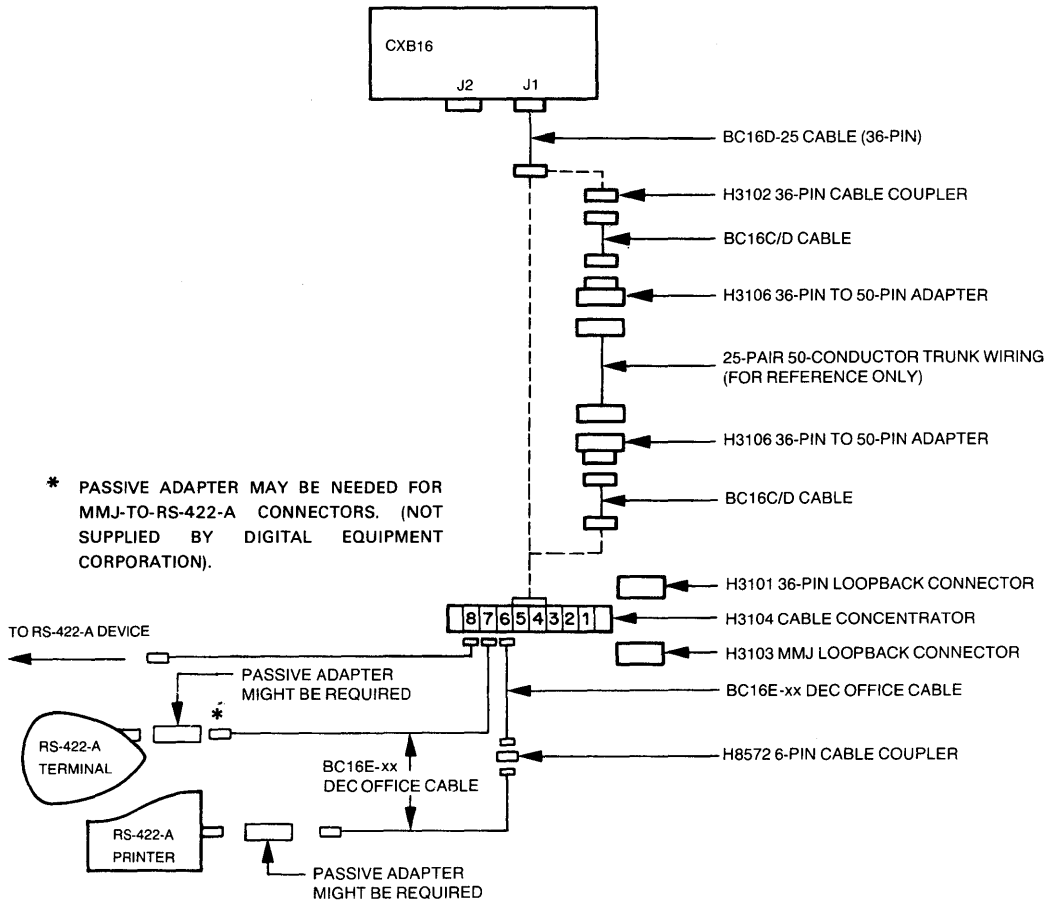 CXB16
J2 J1
BC16D-25 CABLE (36-PIN)
H3102 36-PIN CABLE COUPLER
BC16C/D CABLE
H3106 36-PIN TO 50-PIN ADAPTER
25-PAIR 50-CONDUCTOR TRUNK WIRING
(FOR REFERENCE ONLY)
H3106 36-PIN TO 50-PIN ADAPTER
BC16C/D CABLE
* PASSIVE ADAPTER MAY BE NEEDED FOR
MMJ-TO-RS-422-A CONNECTORS. (NOT
SUPPLIED BY DIGITAL EQUIPMENT
CORPORATION).
H3101 36-PIN LOOPBACK CONNECTOR
8 7 6 5 4 3 2 1
H3104 CABLE CONCENTRATOR
TO RS-422-A DEVICE
H3103 MMJ LOOPBACK CONNECTOR
PASSIVE ADAPTER
MIGHT BE REQUIRED
*
BC16E-xx DEC OFFICE CABLE
RS-422-A
TERMINAL
BC16E-xx
DEC OFFICE CABLE
H8572 6-PIN CABLE COUPLER
RS-422-A
PRINTER
PASSIVE ADAPTER
MIGHT BE REQUIRED